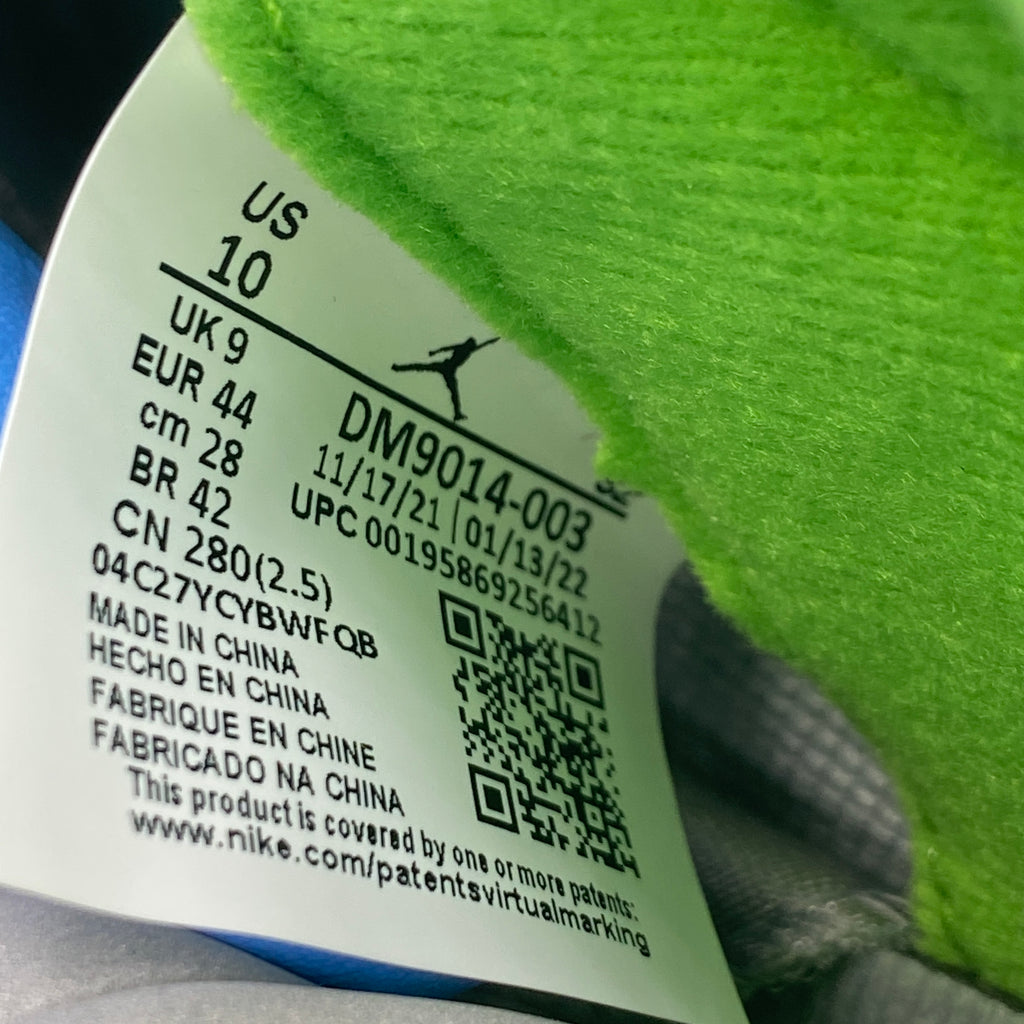 US
10
UK 9
EUR 44
cm 28
BR 42
CN 280(2.5)
DM9014-003
11/17/21 | 01/13/22
UPC 00195869256412
04C27YCYBWFQB
MADE IN CHINA
HECHO EN CHINA
FABRIQUE EN CHINE
FABRICADO NA CHINA
This product is covered by one or more patents:
www.nike.com/patentsvirtualmarking